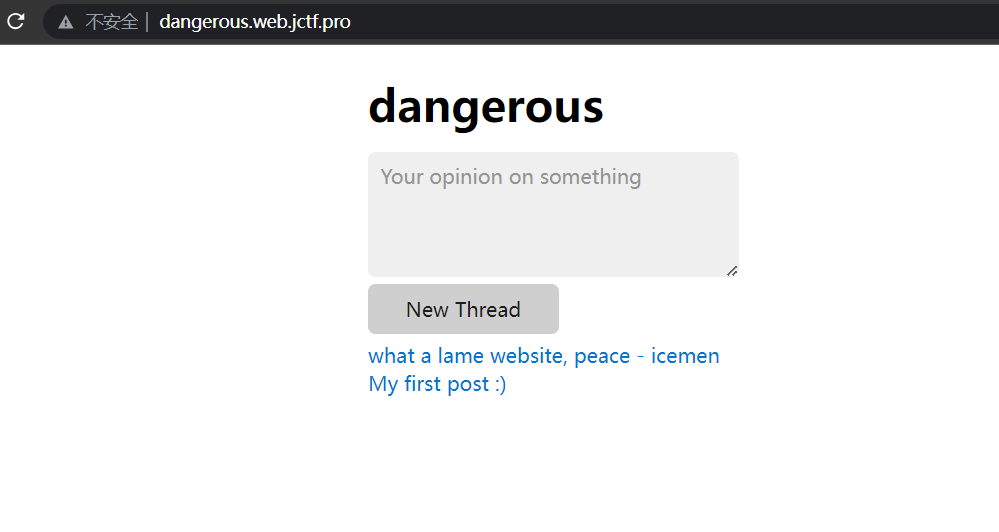 不安全 dangerous.web.jctf.pro
dangerous
Your opinion on something
New Thread
what a lame website, peace - icemen
My first post :)